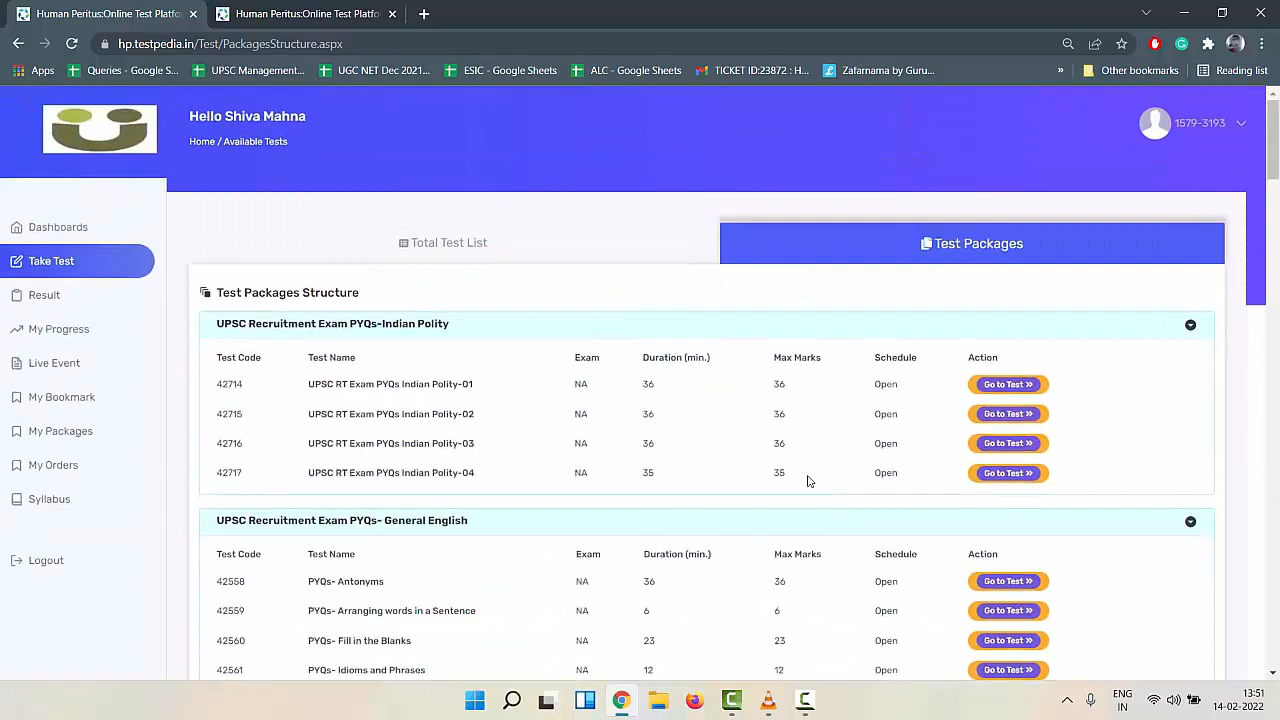 Human Peritus:Online Test Platfo
Human Peritus:Online Test Platfo
hp.testpedia.in/Test/PackagesStructure.aspx
Apps
Queries - Google S...
UPSC Management...
UGC NET Dec 2021...
ESIC - Google Sheets
ALC - Google Sheets
TICKET ID:23872 : H...
Zafarnama by Guru...
»
Other bookmarks
Reading list
Hello Shiva Mahna
Home / Available Tests
1579-3193
Dashboards
Take Test
Result
My Progress
Live Event
My Bookmark
My Packages
My Orders
Syllabus
Logout
Total Test List
Test Packages
Test Packages Structure
UPSC Recruitment Exam PYQs-Indian Polity
Test Code Test Name Exam Duration (min.) Max Marks Schedule Action
42714 UPSC RT Exam PYQs Indian Polity-01 NA 36 36 Open Go to Test »
42715 UPSC RT Exam PYQs Indian Polity-02 NA 36 36 Open Go to Test »
42716 UPSC RT Exam PYQs Indian Polity-03 NA 36 36 Open Go to Test »
42717 UPSC RT Exam PYQs Indian Polity-04 NA 35 35 Open Go to Test »
UPSC Recruitment Exam PYQs- General English
Test Code Test Name Exam Duration (min.) Max Marks Schedule Action
42558 PYQs- Antonyms NA 36 36 Open Go to Test »
42559 PYQs- Arranging words in a Sentence NA 6 6 Open Go to Test »
42560 PYQs- Fill in the Blanks NA 23 23 Open Go to Test »
42561 PYQs- Idioms and Phrases NA 12 12 Open Go to Test »
ENG
IN
13:51
14-02-2022